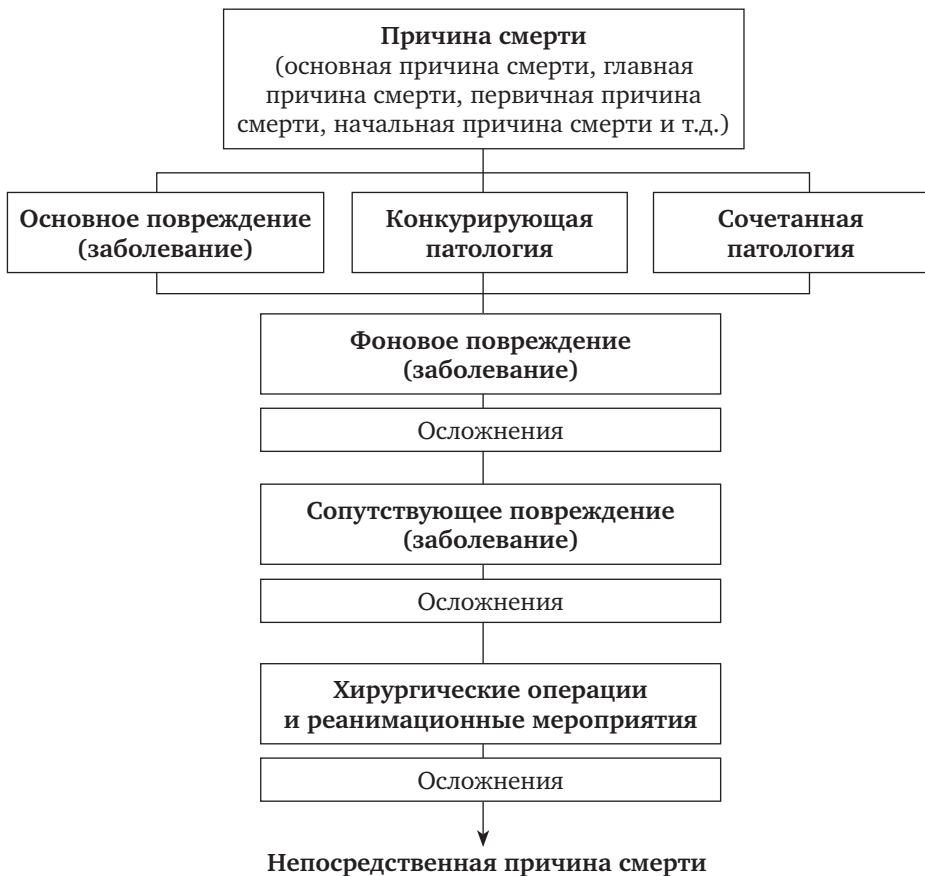 Причина смерти
(основная причина смерти, главная
причина смерти, первичная причина
смерти, начальная причина смерти и т.д.)
Основное повреждение
(заболевание)
Конкурирующая
патология
Сочетанная
патология
Фоновое повреждение
(заболевание)
Осложнения
Сопутствующее повреждение
(заболевание)
Осложнения
Хирургические операции
и реанимационные мероприятия
Осложнения
Непосредственная причина смерти